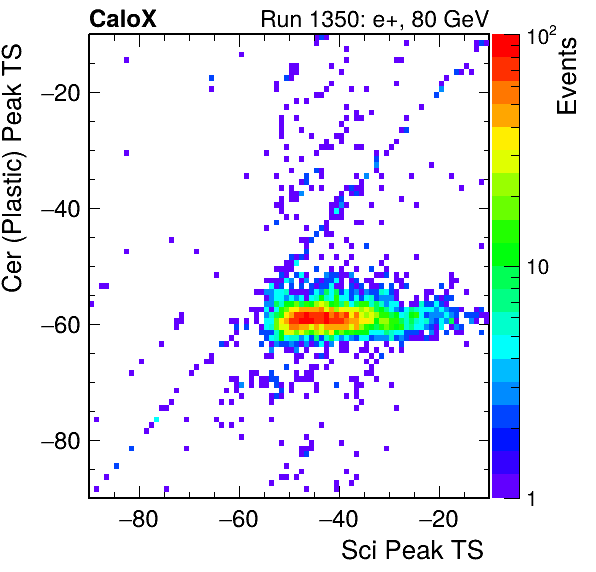 CaloX Run 1350: e+, 80 GeV
Cer (Plastic) Peak TS
−20
−40
−60
−80
−80 −60 −40 −20
Sci Peak TS
10²
10
1
Events